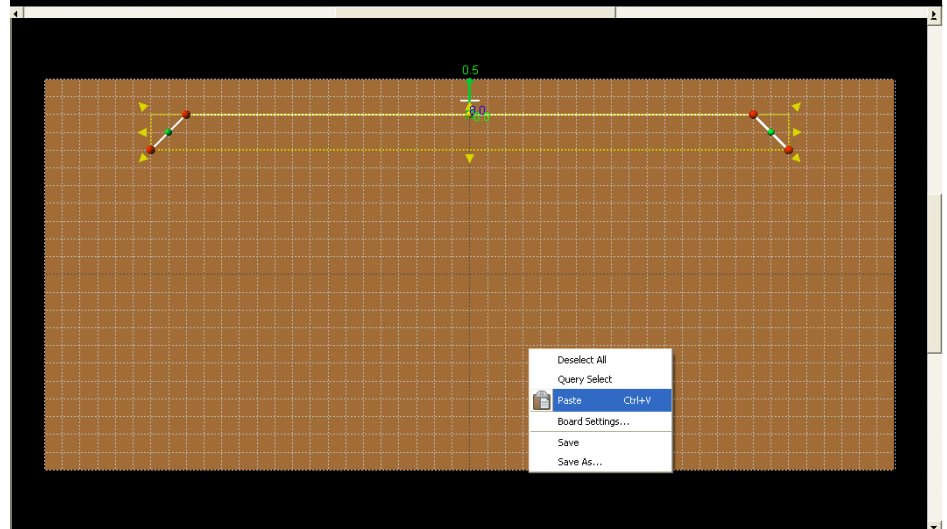 0.5
Deselect All
Query Select
Paste Ctrl+V
Board Settings...
Save
Save As...